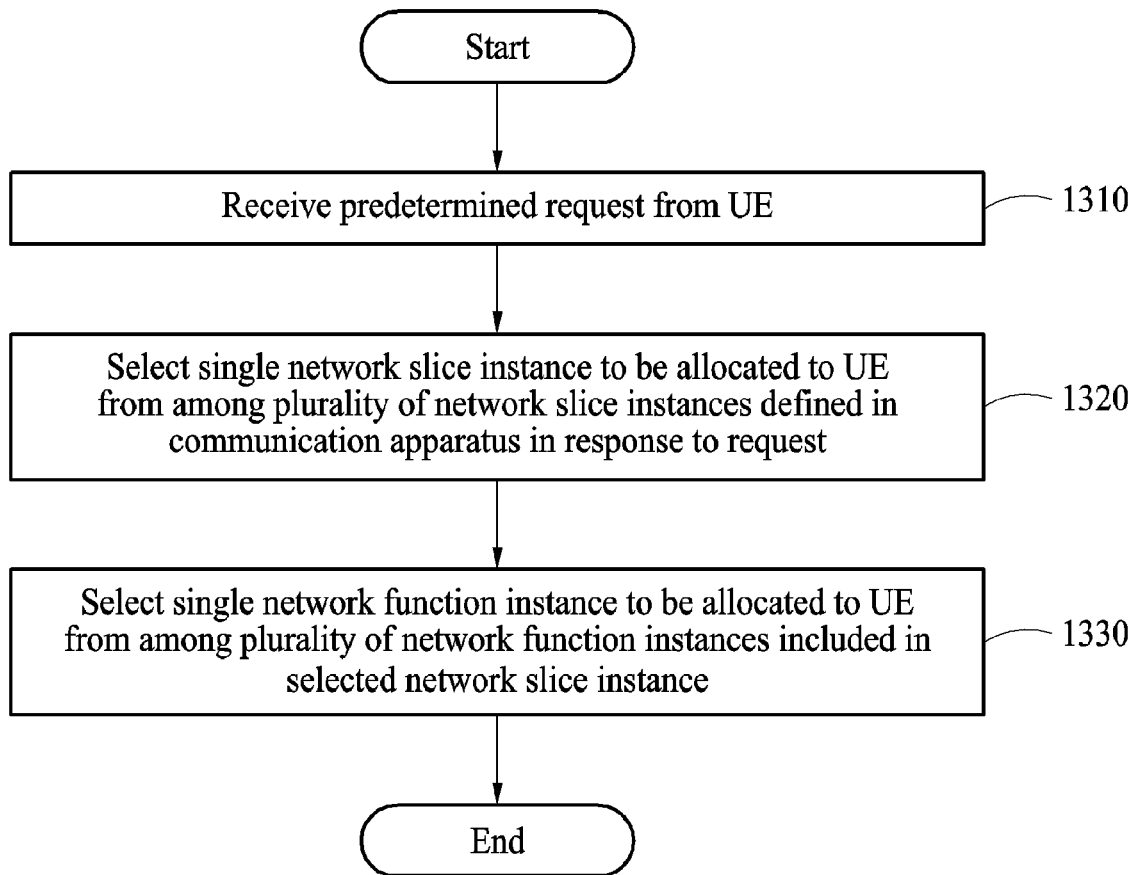 Start
Receive predetermined request from UE
1310
Select single network slice instance to be allocated to UE
from among plurality of network slice instances defined in
communication apparatus in response to request
1320
Select single network function instance to be allocated to UE
from among plurality of network function instances included in
selected network slice instance
1330
End